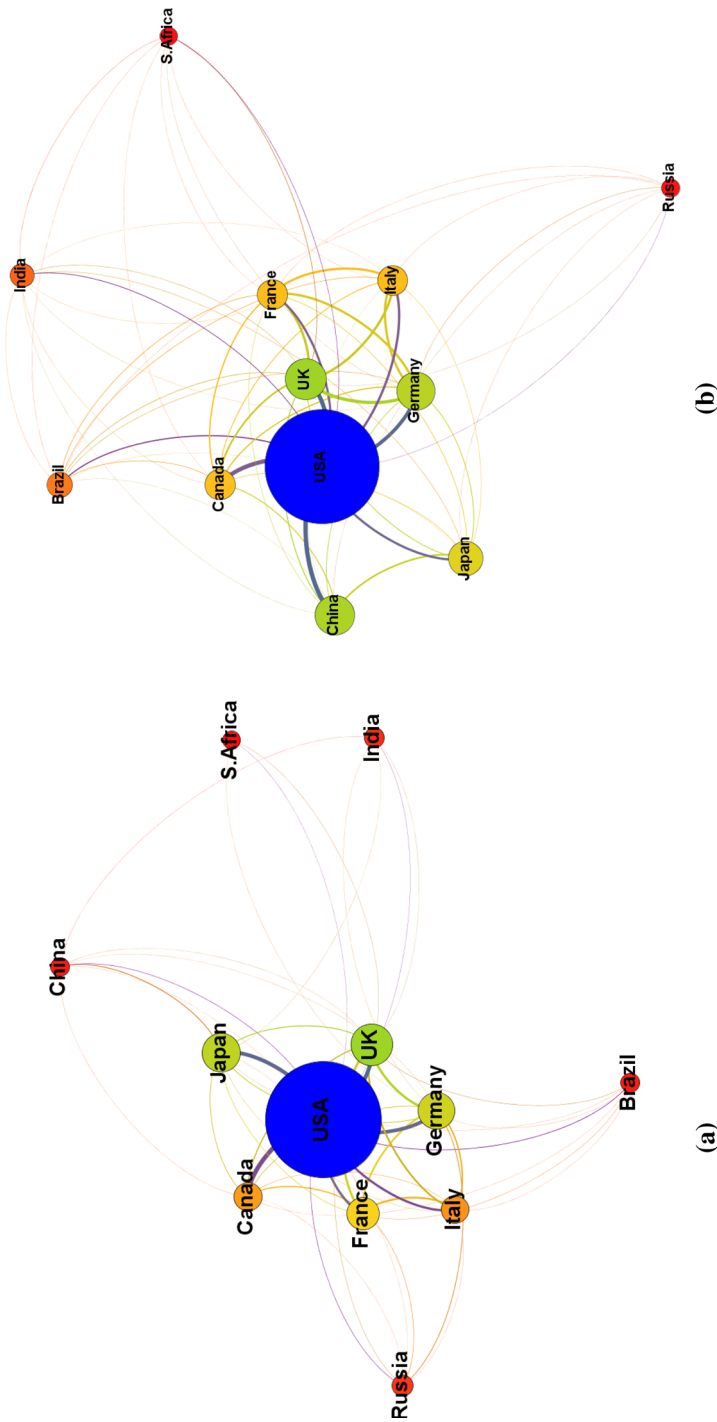 S.Africa
India
Russia
France
Italy
UK
Germany
Brazil
Canada
USA
Japan
China
(b)
S.Africa
India
China
Japan
UK
USA
Germany
Brazil
Canada
France
Italy
Russia
(a)